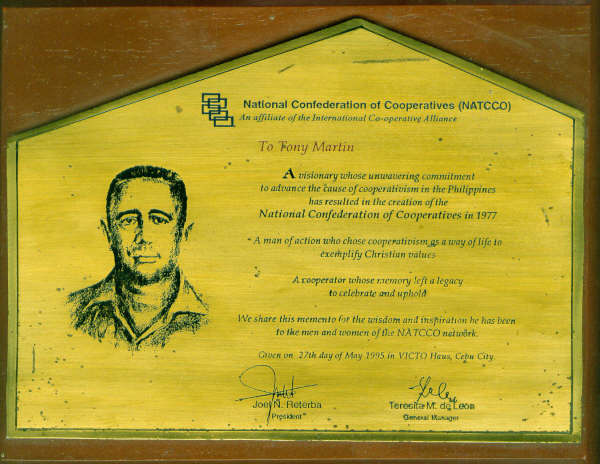 National Confederation of Cooperatives (NATCCO)
An affiliate of the International Co-operative Alliance
To Tony Martin
A visionary whose unwavering commitment
to advance the cause of cooperativism in the Philippines
has resulted in the creation of the
National Confederation of Cooperatives in 1977
A man of action who chose cooperativism as a way of life to
exemplify Christian values
A cooperator whose memory left a legacy
to celebrate and uphold
We share this memento for the wisdom and inspiration he has been
to the men and women of the NATCCO network.
Given on 27th day of May 1995 in VICTO Haus, Cebu City
Joel N. Reterba
President
Teresita M. de Leon
General Manager